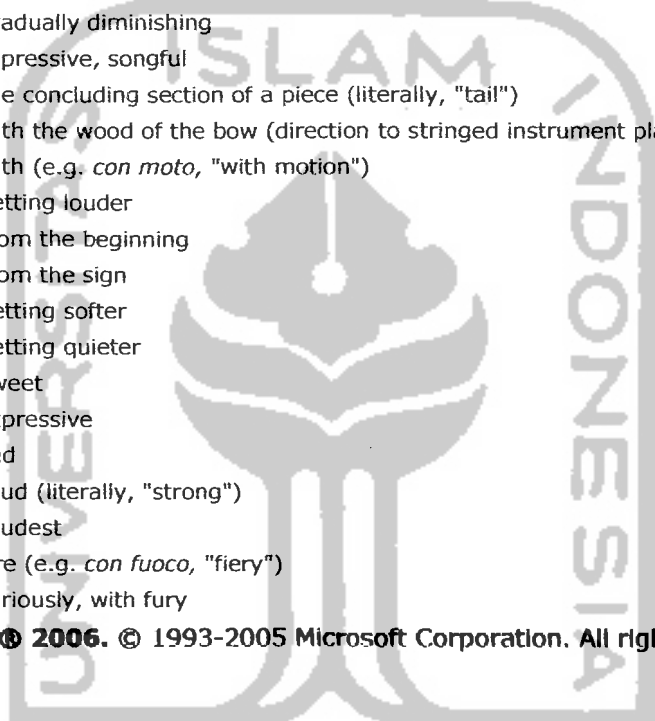 adually diminishing
pressive, songful
e concluding section of a piece (literally, "tail")
th the wood of the bow (direction to stringed instrument pla
th (e.g. con moto, "with motion")
etting louder
om the beginning
om the sign
etting softer
etting quieter
weet
xpressive
ud (literally, "strong")
udest
re (e.g. con fuoco, "fiery")
riously, with fury
® 2006. © 1993-2005 Microsoft Corporation. All rig
ISLAM
UNIVERSITAS
INDONESIA